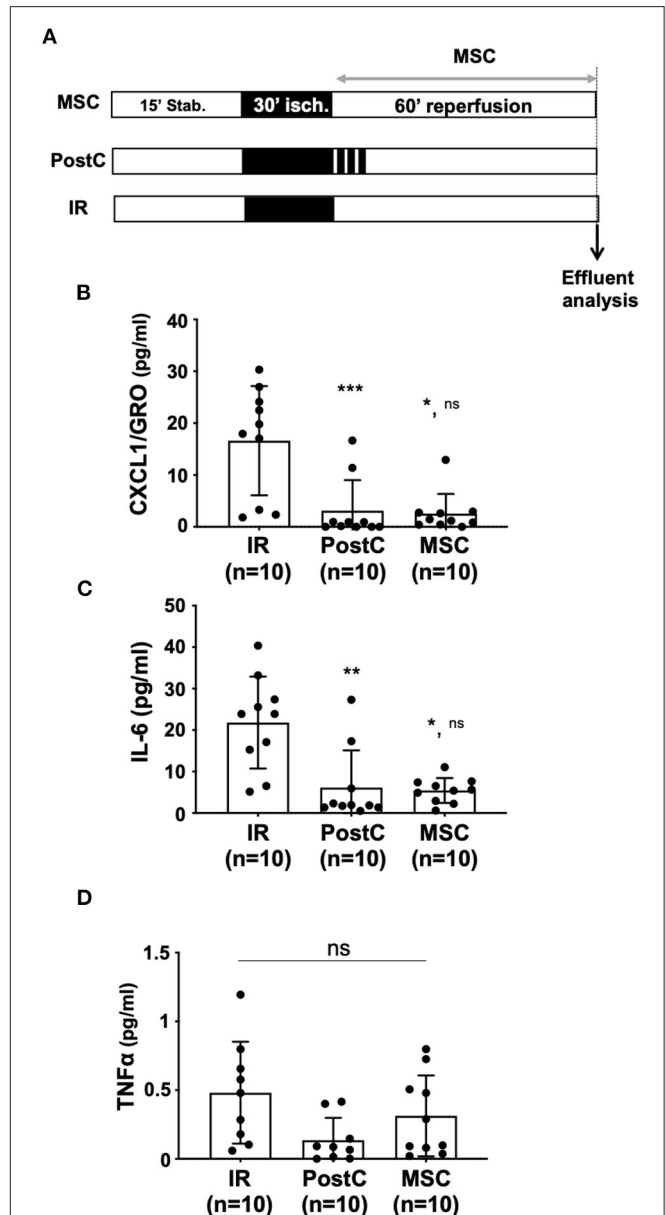 A
MSC
MSC 15’ Stab. 30’ isch. 60’ reperfusion
PostC
IR
Effluent
analysis
B
CXCL1/GRO (pg/ml)
40
30
20
10
0
***
*, ns
IR PostC MSC
(n=10) (n=10) (n=10)
C
IL-6 (pg/ml)
50
40
30
20
10
0
**
*, ns
IR PostC MSC
(n=10) (n=10) (n=10)
D
TNFα (pg/ml)
1.5
1
0.5
0
ns
IR PostC MSC
(n=10) (n=10) (n=10)